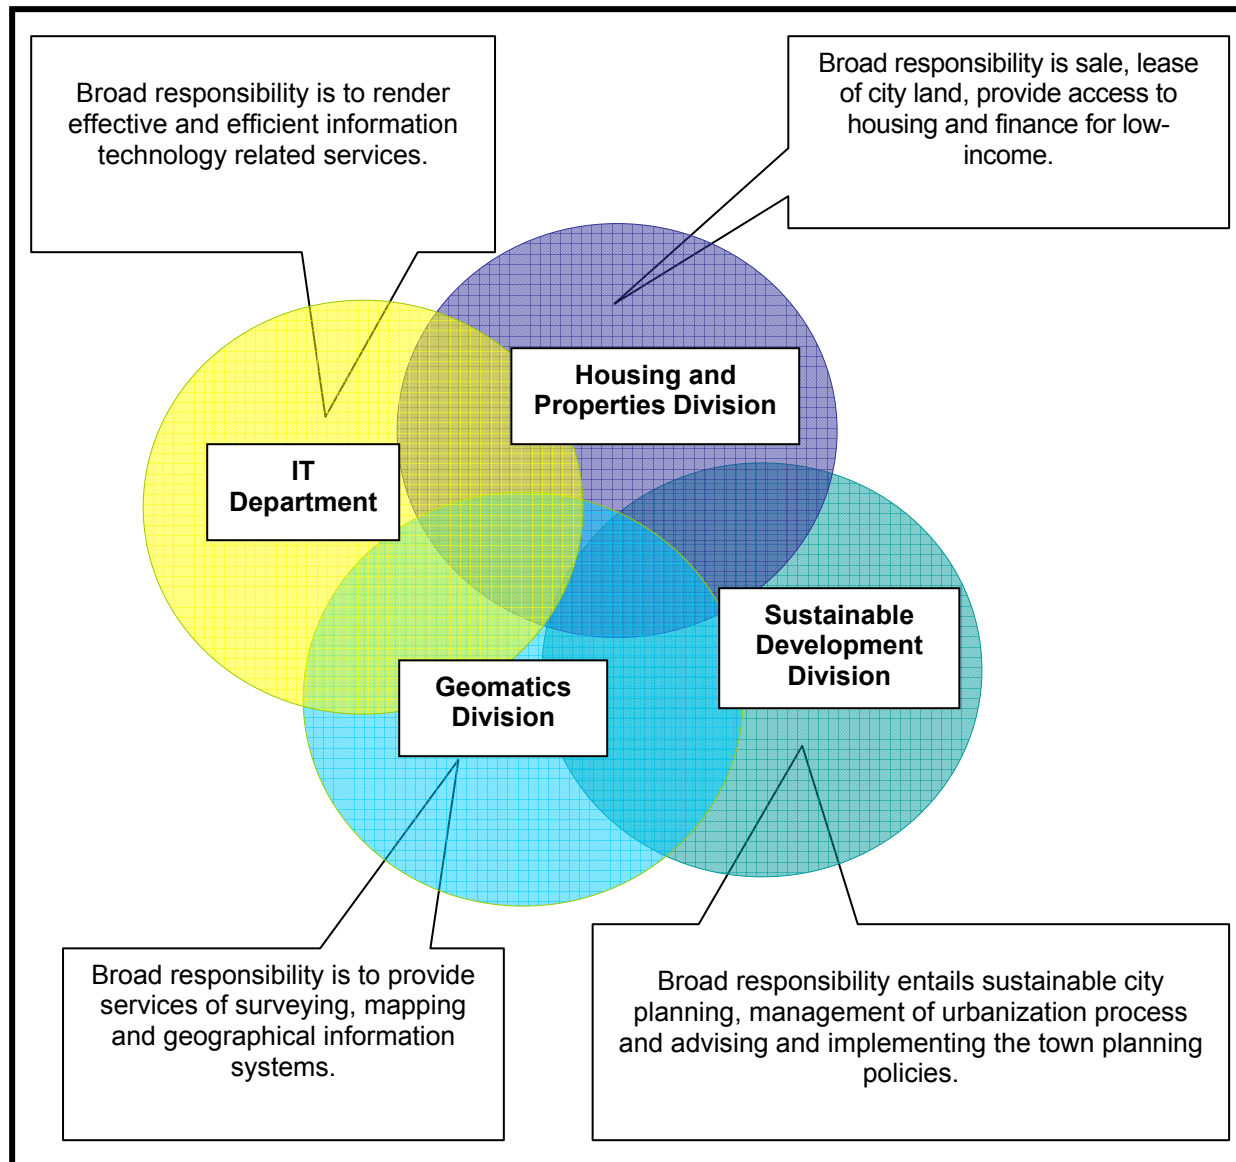 Broad responsibility is to render
effective and efficient information
technology related services.
Broad responsibility is sale, lease
of city land, provide access to
housing and finance for low-
income.
Housing and
Properties Division
IT
Department
Sustainable
Development
Division
Geomatics
Division
Broad responsibility is to provide
services of surveying, mapping
and geographical information
systems.
Broad responsibility entails sustainable city
planning, management of urbanization process
and advising and implementing the town planning
policies.